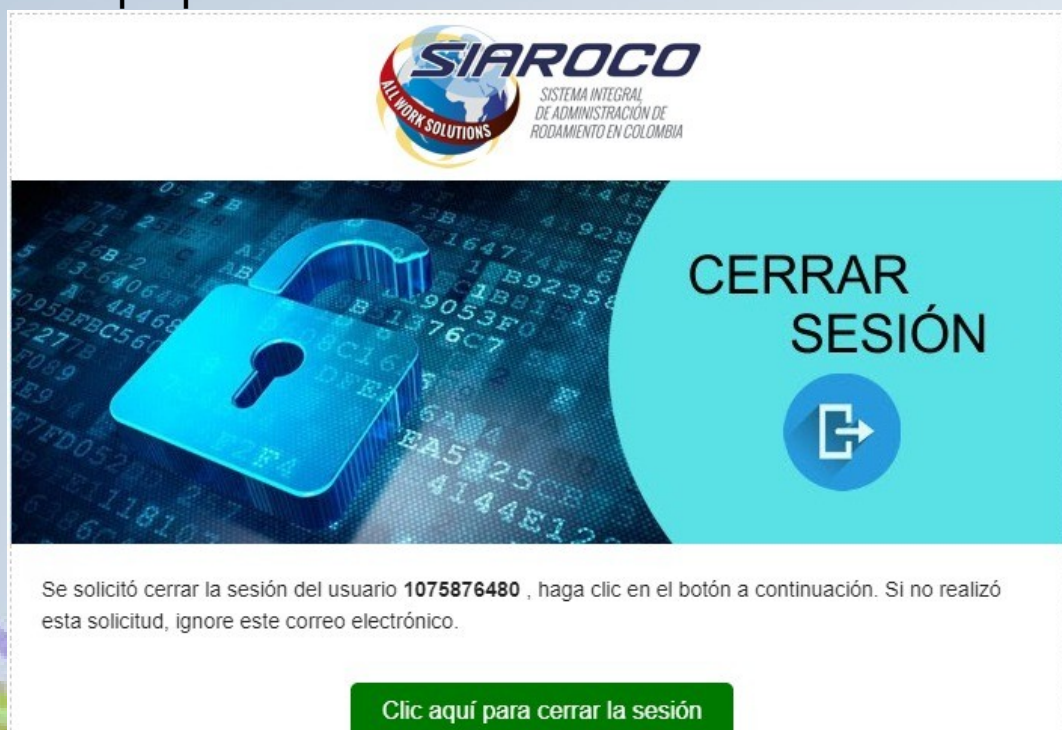 SIAROCO
ALL WORK SOLUTIONS
SISTEMA INTEGRAL
DE ADMINISTRACIÓN DE
RODAMIENTO EN COLOMBIA
CERRAR
SESIÓN
Se solicitó cerrar la sesión del usuario 1075876480 , haga clic en el botón a continuación. Si no realizó
esta solicitud, ignore este correo electrónico.
Clic aquí para cerrar la sesión